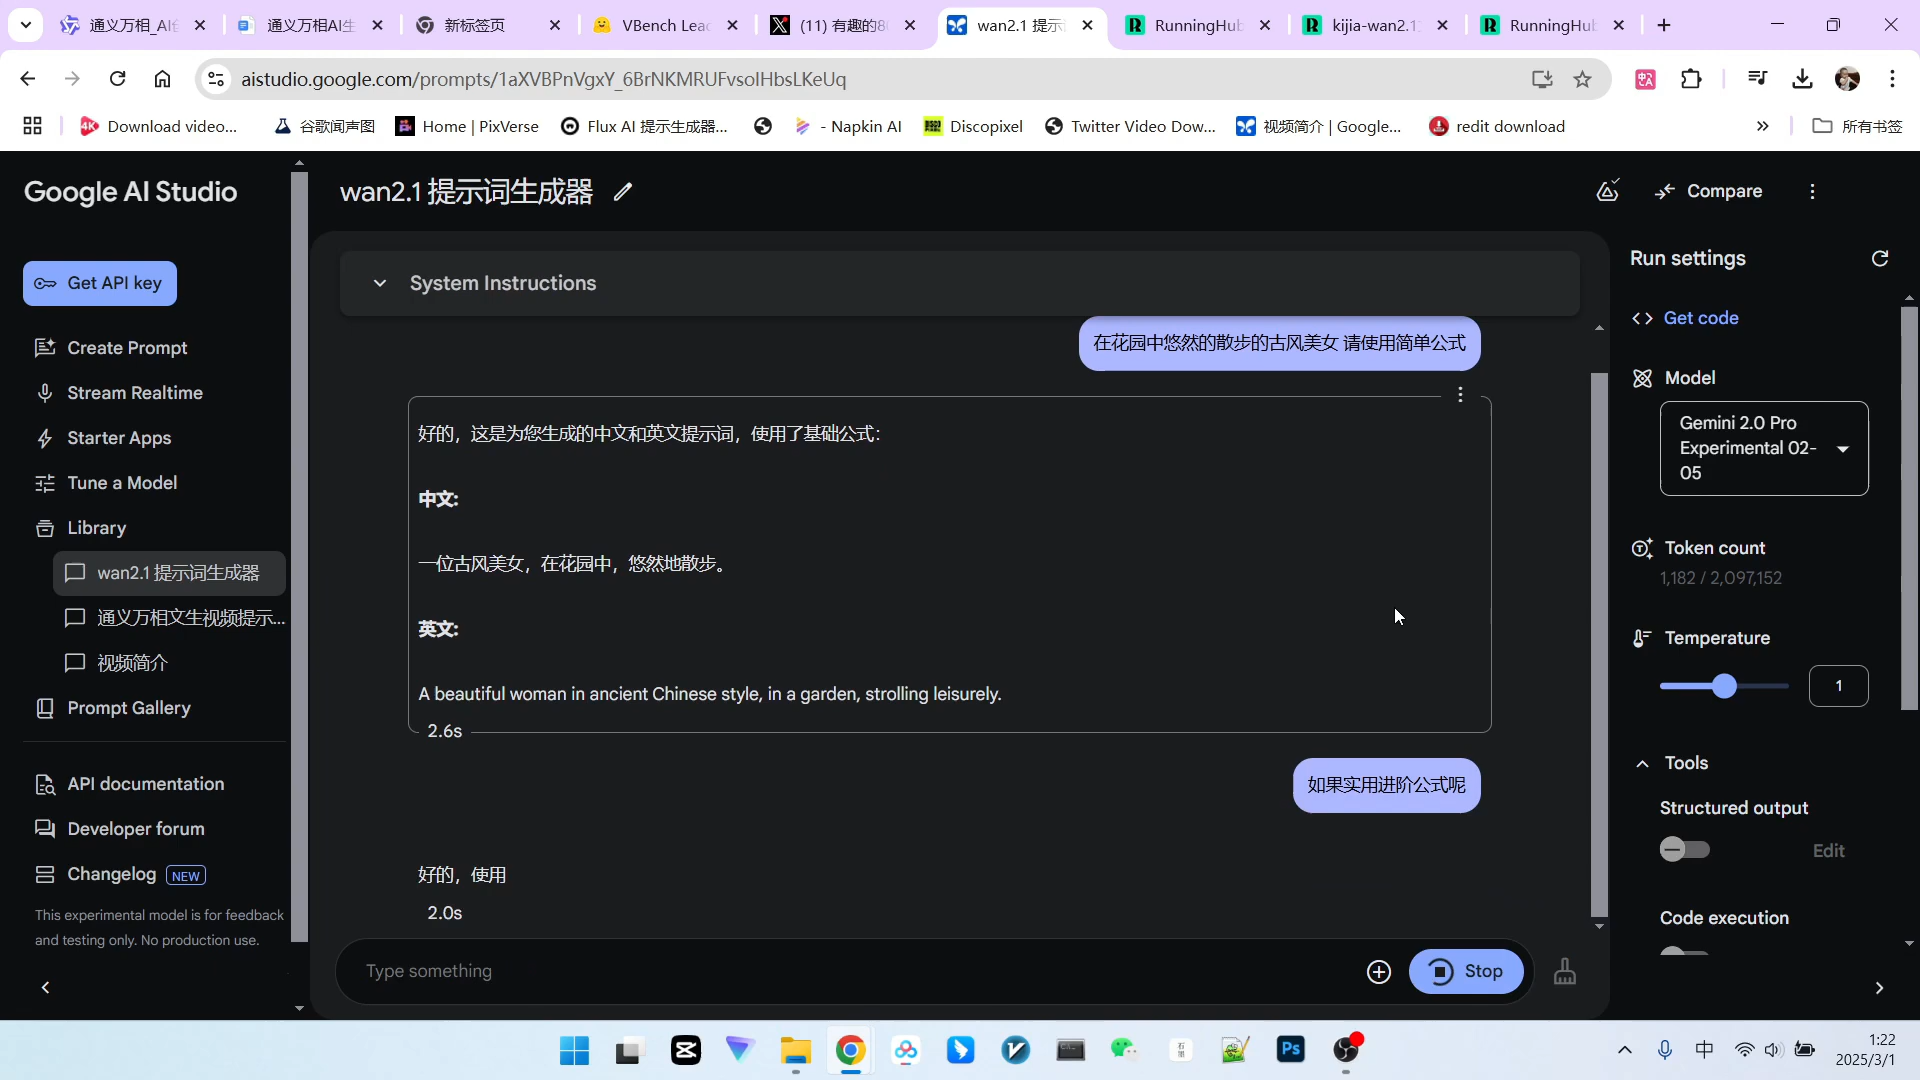 通义万相_AI创
通义万相AI生
新标签页
VBench Lead
(11) 有趣的80
wan2.1 提示词
RunningHub
kijia-wan2.1
RunningHub
aistudio.google.com/prompts/1aXVBPnVgxY_6BrNKMRUFvsolHbsLKeUq
Download video...
谷歌闻声图
Home | PixVerse
Flux AI 提示生成器...
- Napkin AI
Discopixel
Twitter Video Dow...
视频简介 | Google...
redit download
所有书签
Google AI Studio
wan2.1 提示词生成器
Compare
Get API key
Create Prompt
Stream Realtime
Starter Apps
Tune a Model
Library
wan2.1 提示词生成器
通义万相文生视频提示...
视频简介
Prompt Gallery
API documentation
Developer forum
Changelog NEW
This experimental model is for feedback
and testing only. No production use.
System Instructions
在花园中悠然的散步的古风美女 请使用简单公式
好的，这是为您生成的中文和英文提示词，使用了基础公式：
中文:
一位古风美女，在花园中，悠然地散步。
英文:
A beautiful woman in ancient Chinese style, in a garden, strolling leisurely.
2.6s
如果实用进阶公式呢
好的，使用
2.0s
Type something
Stop
Run settings
Get code
Model
Gemini 2.0 Pro
Experimental 02-
05
Token count
1,182 / 2,097,152
Temperature
1
Tools
Structured output
Edit
Code execution
Ps
中
1:22
2025/3/1